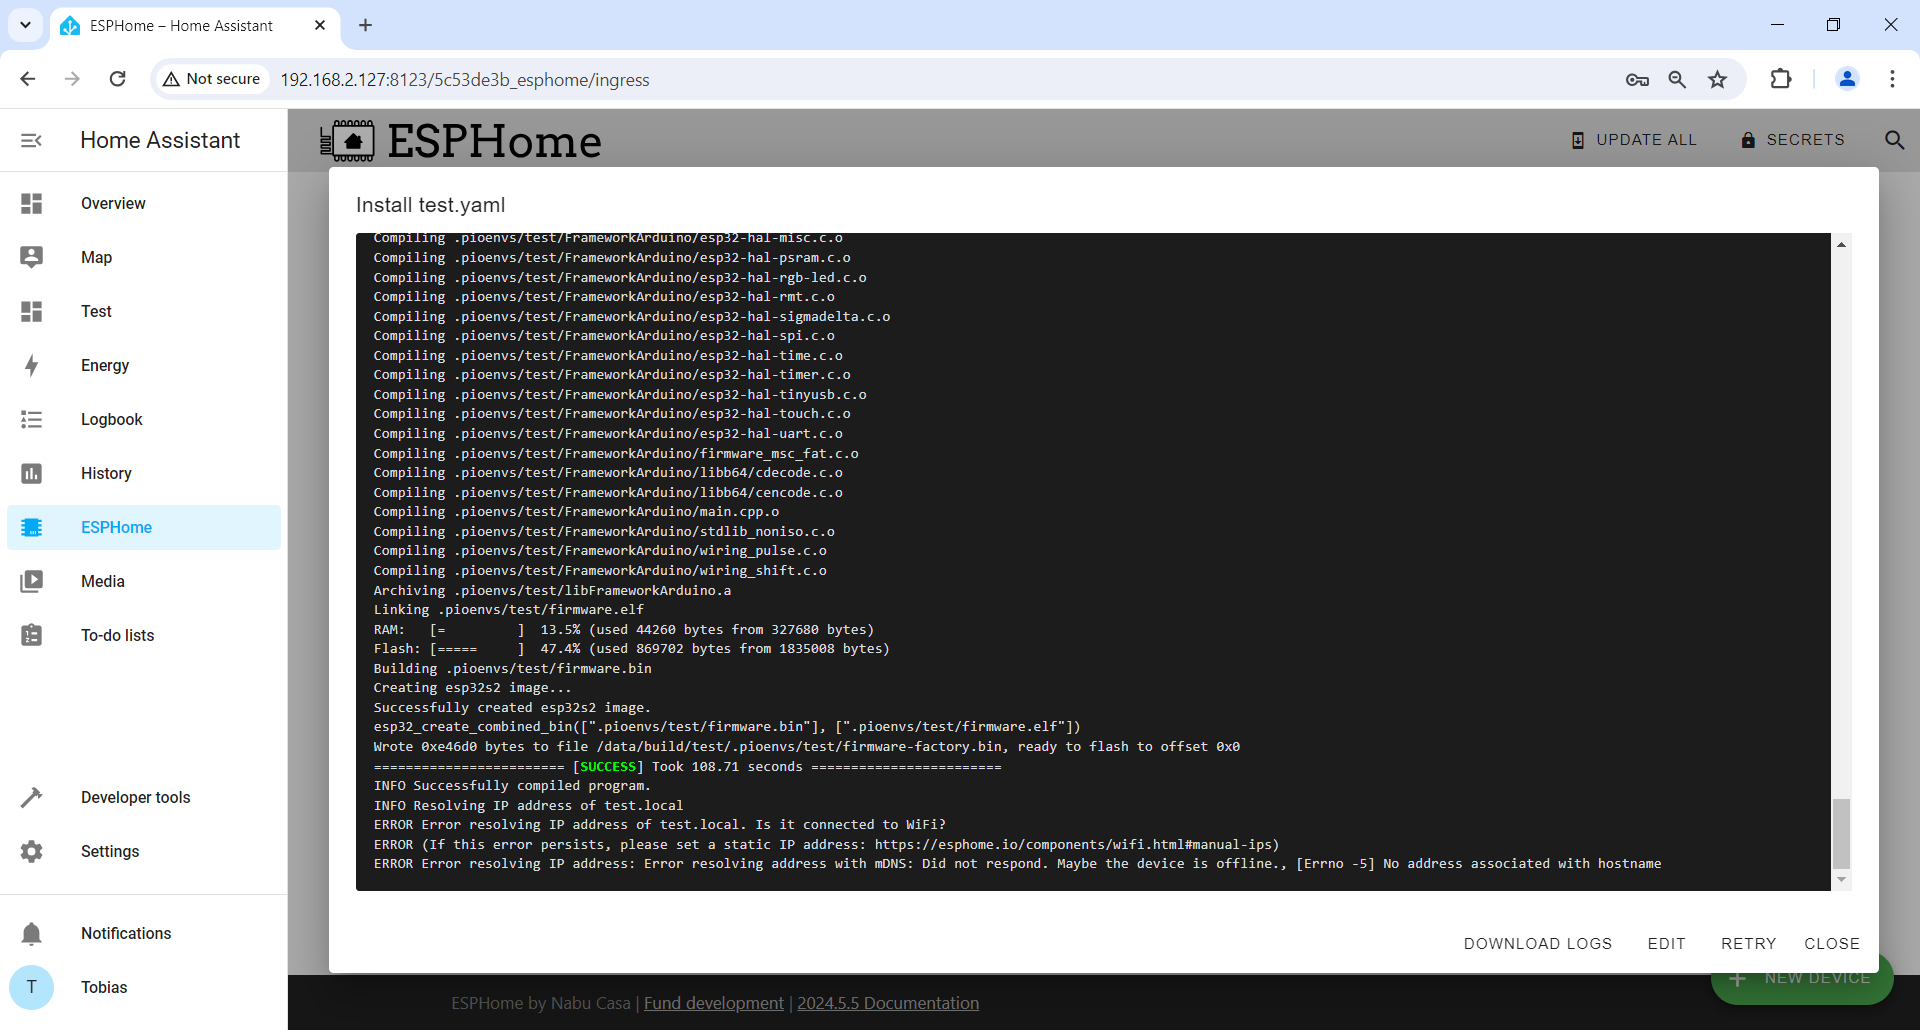 ESPHome – Home Assistant
Not secure
192.168.2.127:8123/5c53de3b_esphome/ingress
Home Assistant
ESPHome
UPDATE ALL
SECRETS
Overview
Map
Test
Energy
Logbook
History
ESPHome
Media
To-do lists
Developer tools
Settings
Notifications
T
Tobias
Install test.yaml
Compiling .pioenvs/test/FrameworkArduino/esp32-hal-misc.c.o
Compiling .pioenvs/test/FrameworkArduino/esp32-hal-psram.c.o
Compiling .pioenvs/test/FrameworkArduino/esp32-hal-rgb-led.c.o
Compiling .pioenvs/test/FrameworkArduino/esp32-hal-rmt.c.o
Compiling .pioenvs/test/FrameworkArduino/esp32-hal-sigmadelta.c.o
Compiling .pioenvs/test/FrameworkArduino/esp32-hal-spi.c.o
Compiling .pioenvs/test/FrameworkArduino/esp32-hal-time.c.o
Compiling .pioenvs/test/FrameworkArduino/esp32-hal-timer.c.o
Compiling .pioenvs/test/FrameworkArduino/esp32-hal-tinyusb.c.o
Compiling .pioenvs/test/FrameworkArduino/esp32-hal-touch.c.o
Compiling .pioenvs/test/FrameworkArduino/esp32-hal-uart.c.o
Compiling .pioenvs/test/FrameworkArduino/firmware_msc_fat.c.o
Compiling .pioenvs/test/FrameworkArduino/libb64/cdecode.c.o
Compiling .pioenvs/test/FrameworkArduino/libb64/cencode.c.o
Compiling .pioenvs/test/FrameworkArduino/main.cpp.o
Compiling .pioenvs/test/FrameworkArduino/stdlib_noniso.c.o
Compiling .pioenvs/test/FrameworkArduino/wiring_pulse.c.o
Compiling .pioenvs/test/FrameworkArduino/wiring_shift.c.o
Archiving .pioenvs/test/libFrameworkArduino.a
Linking .pioenvs/test/firmware.elf
RAM:   [=         ]  13.5% (used 44260 bytes from 327680 bytes)
Flash: [=====     ]  47.4% (used 869702 bytes from 1835008 bytes)
Building .pioenvs/test/firmware.bin
Creating esp32s2 image...
Successfully created esp32s2 image.
esp32_create_combined_bin([".pioenvs/test/firmware.bin"], [".pioenvs/test/firmware.elf"])
Wrote 0xe46d0 bytes to file /data/build/test/.pioenvs/test/firmware-factory.bin, ready to flash to offset 0x0
======================== [SUCCESS] Took 108.71 seconds ========================
INFO Successfully compiled program.
INFO Resolving IP address of test.local
ERROR Error resolving IP address of test.local. Is it connected to WiFi?
ERROR (If this error persists, please set a static IP address: https://esphome.io/components/wifi.html#manual-ips)
ERROR Error resolving IP address: Error resolving address with mDNS: Did not respond. Maybe the device is offline., [Errno -5] No address associated with hostname
DOWNLOAD LOGS
EDIT
RETRY
CLOSE
NEW DEVICE
ESPHome by Nabu Casa | Fund development | 2024.5.5 Documentation